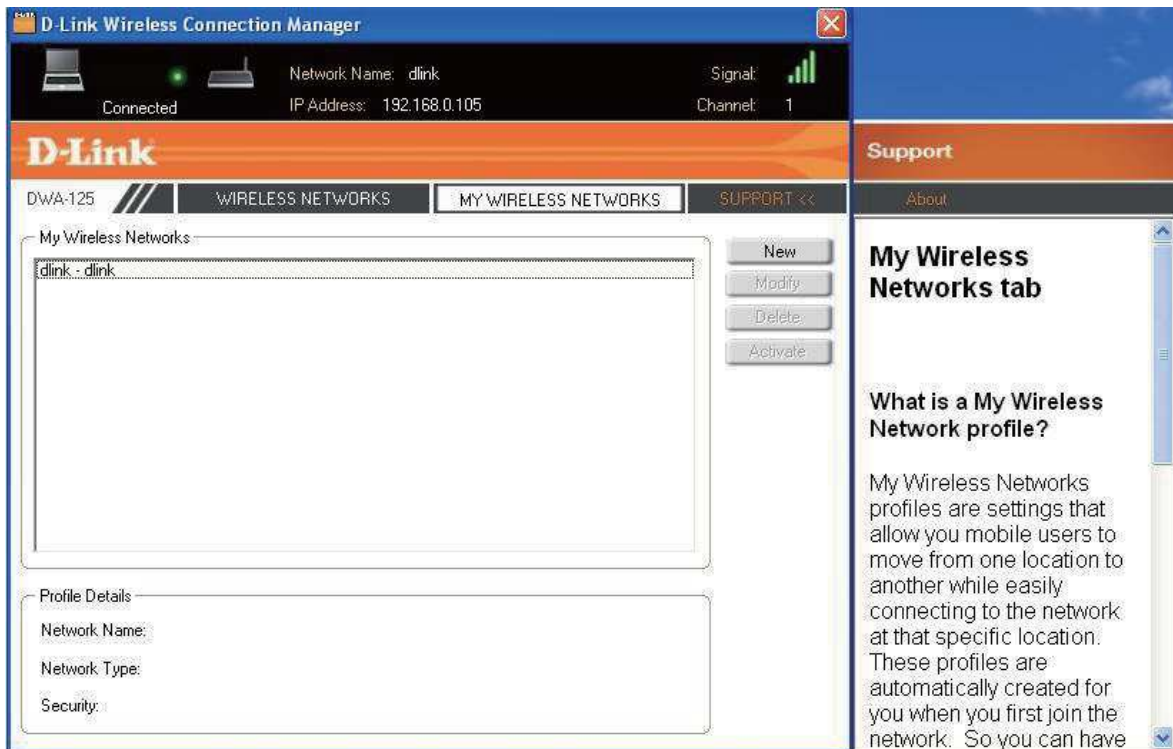 D-Link Wireless Connection Manager
Network Name: dlink
Signal:
Connected
IP Address: 192.168.0.105
Channel: 1
D-Link
DWA-125
WIRELESS NETWORKS
MY WIRELESS NETWORKS
SUPPORT <<
My Wireless Networks
dlink - dlink
New
Modify
Delete
Activate
Profile Details
Network Name:
Network Type:
Security:
Support
About
My Wireless
Networks tab
What is a My Wireless
Network profile?
My Wireless Networks
profiles are settings that
allow you mobile users to
move from one location to
another while easily
connecting to the network
at that specific location.
These profiles are
automatically created for
you when you first join the
network. So you can have